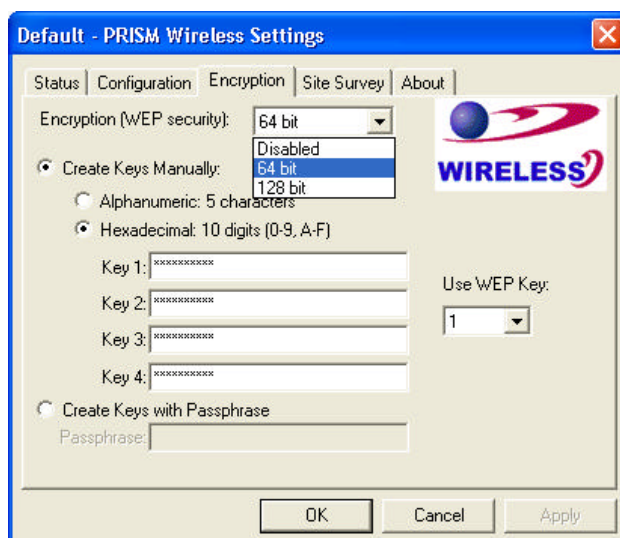 Default - PRISM Wireless Settings
Status Configuration Encryption Site Survey About
Encryption (WEP security): 64 bit
Disabled
64 bit
128 bit
WIRELESS
Create Keys Manually:
Alphanumeric: 5 characters
Hexadecimal: 10 digits (0-9, A-F)
Key 1: **********
Key 2: **********
Key 3: **********
Key 4: **********
Use WEP Key:
1
Create Keys with Passphrase
Passphrase:
OK Cancel Apply